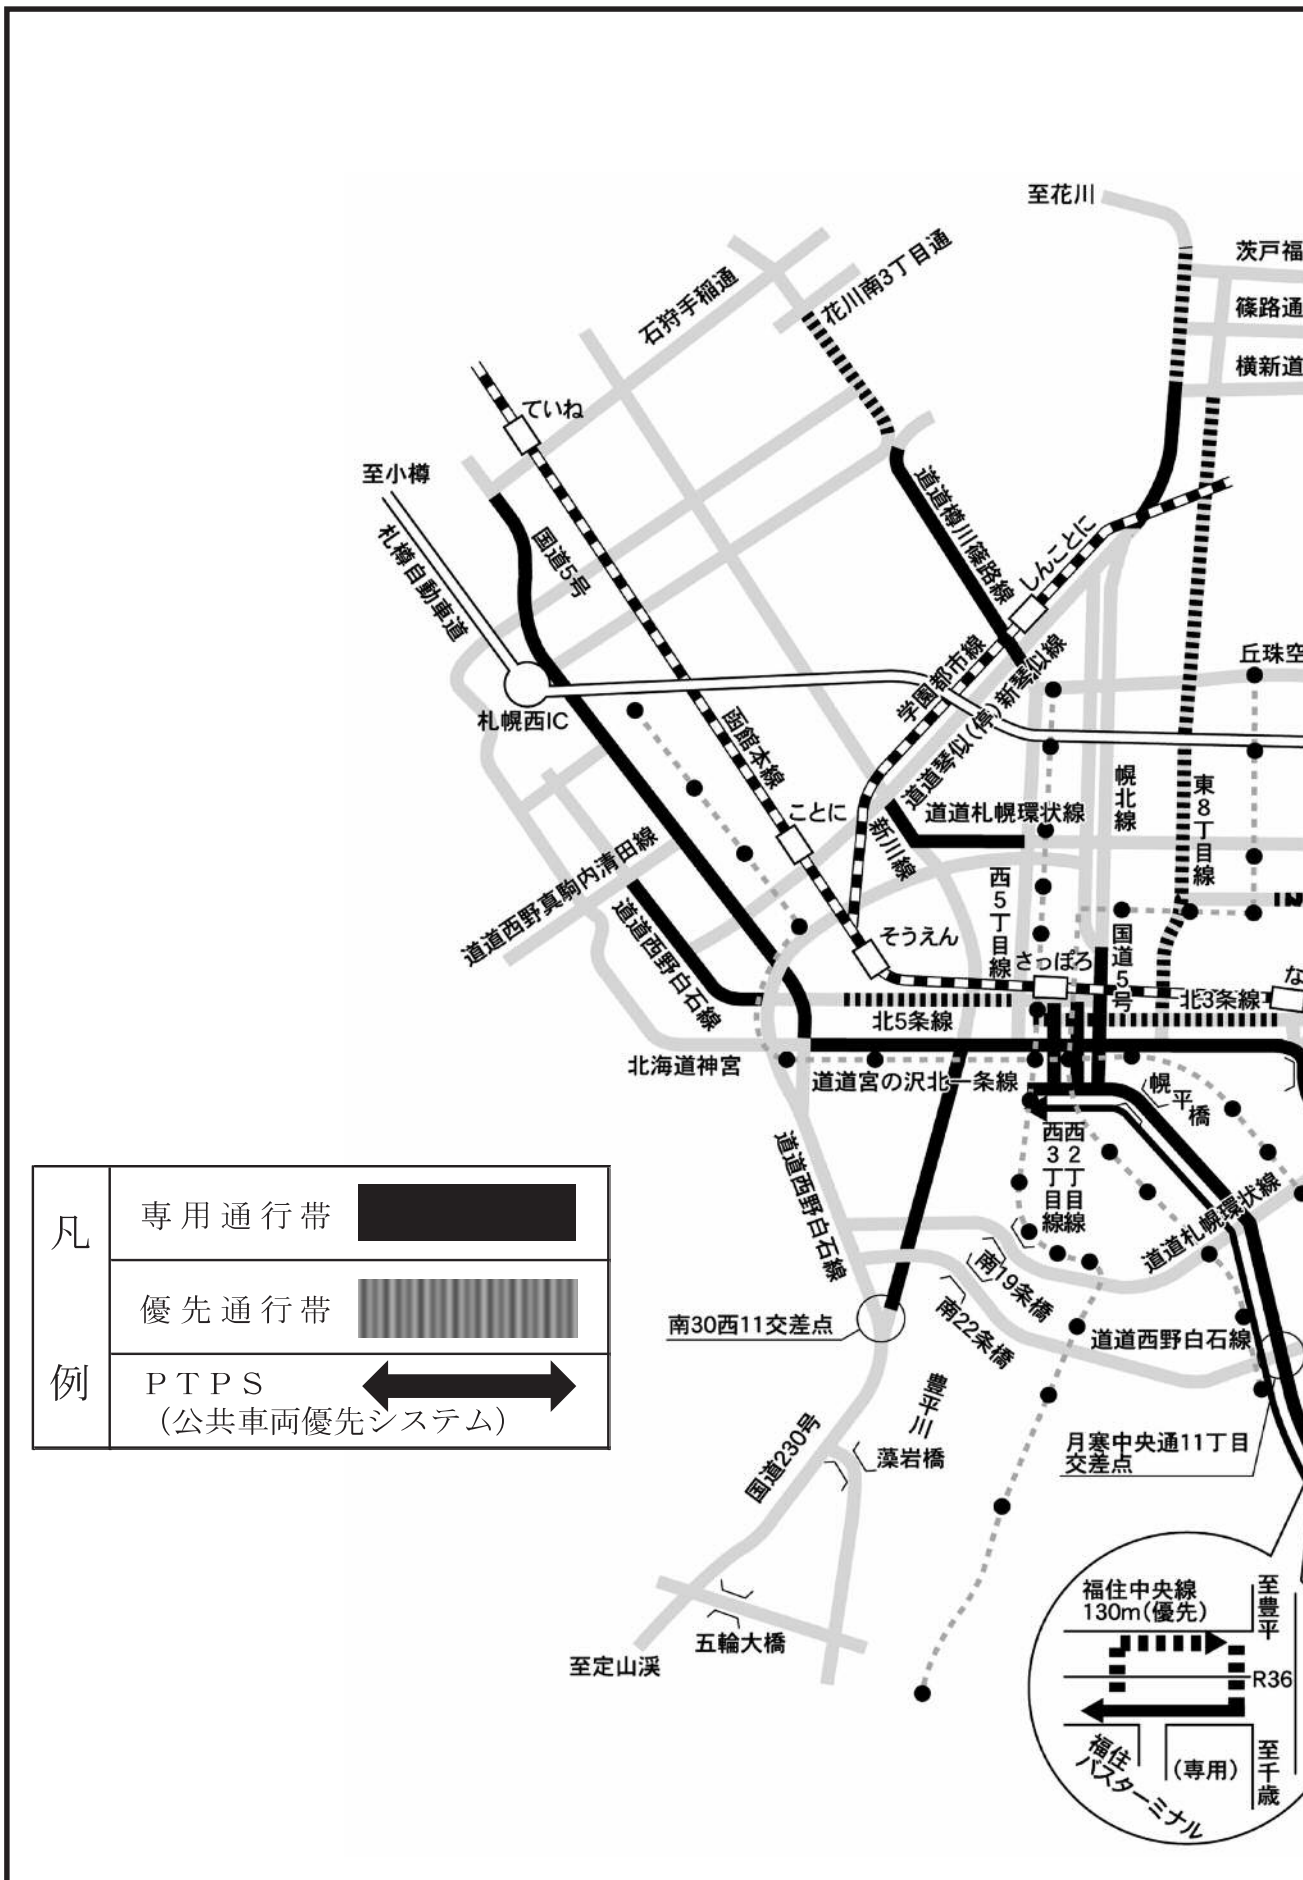 至花川
茨戸福
篠路通
横新道
花川南3丁目通
石狩手稲通
ていね
至小樽
札樽自動車道
国道5号
道道樽川篠路線
しんことに
丘珠空
学園都市線
道道琴似(停)新琴似線
札幌西IC
函館本線
ことに
新川線
道道札幌環状線
幌北線
東8丁目線
道道西野真駒内清田線
道道西野白石線
そうえん
西5丁目線
さっぽろ
国道5号
な
北3条線
北5条線
北海道神宮
道道宮の沢北一条線
幌平橋
西3丁目線
西2丁目線
道道西野白石線
道道札幌環状線
南19条橋
南22条橋
南30西11交差点
道道西野白石線
豊平川
月寒中央通11丁目
交差点
藻岩橋
国道230号
五輪大橋
至定山渓
福住中央線
130m(優先)
至豊平
R36
福住
バスターミナル
(専用)
至千歳
凡例
専用通行帯
優先通行帯
PTPS
(公共車両優先システム)